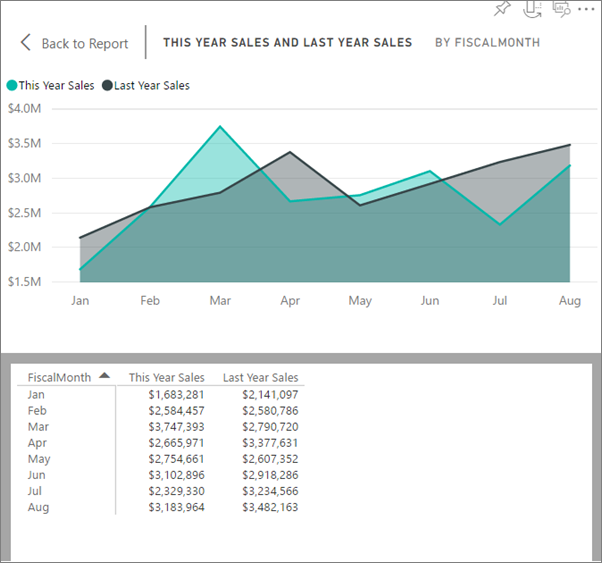 Back to Report THIS YEAR SALES AND LAST YEAR SALES BY FISCALMONTH
This Year Sales Last Year Sales
$4.0M
$3.5M
$3.0M
$2.5M
$2.0M
$1.5M
Jan Feb Mar Apr May Jun Jul Aug
FiscalMonth This Year Sales Last Year Sales
Jan $1,683,281 $2,141,097
Feb $2,584,457 $2,580,786
Mar $3,747,393 $2,790,720
Apr $2,665,971 $3,377,631
May $2,754,661 $2,607,352
Jun $3,102,896 $2,918,286
Jul $2,329,330 $3,234,566
Aug $3,183,964 $3,482,163